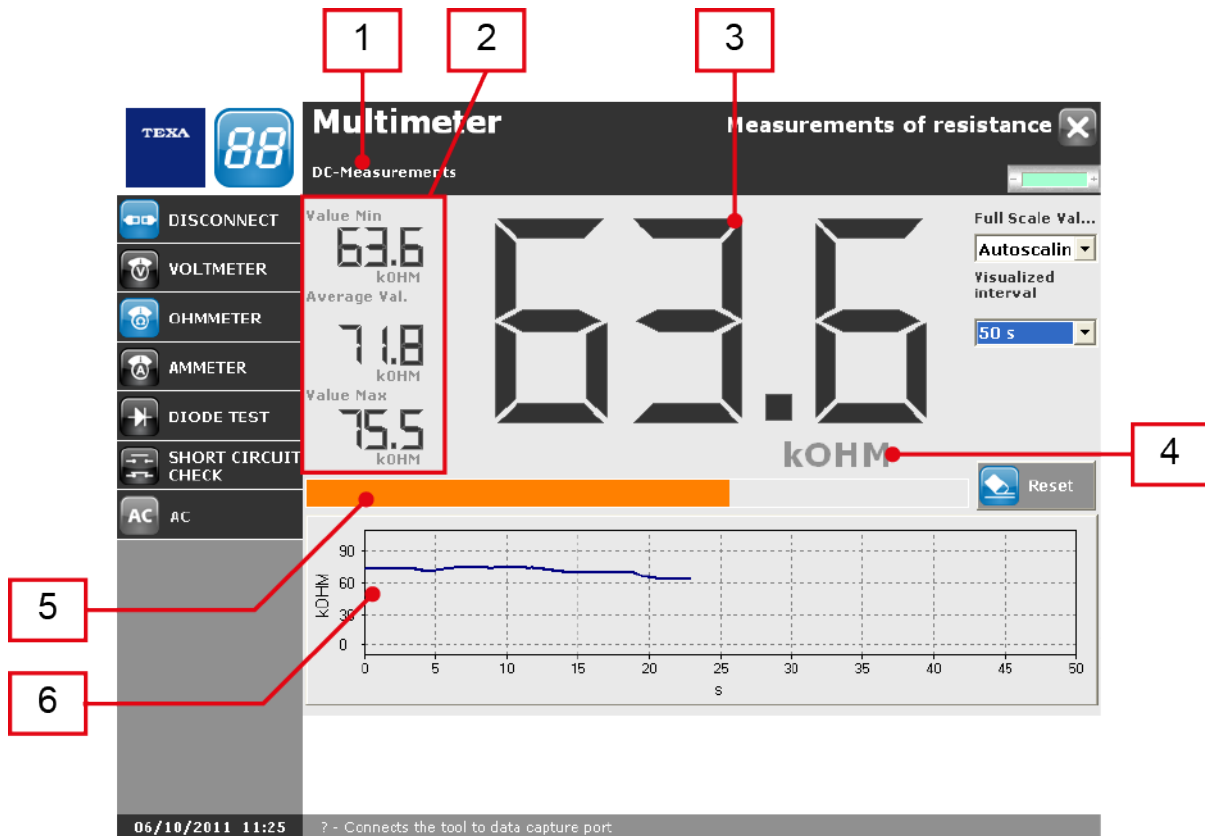 1
2
3
TEXA
88
Multimeter
Measurements of resistance
DC-Measurements
- +
DISCONNECT
VOLTMETER
OHMMETER
AMMETER
DIODE TEST
SHORT CIRCUIT
CHECK
AC AC
Value Min
63.6
kOHM
Average Val.
71.8
kOHM
Value Max
75.5
kOHM
63.6
kOHM
Full Scale Val...
Autoscalin
Visualized
interval
50 s
4
Reset
5
6
90
60
30
0
kOHM
0 5 10 15 20 25 30 35 40 45 50
s
06/10/2011 11:25
? - Connects the tool to data capture port